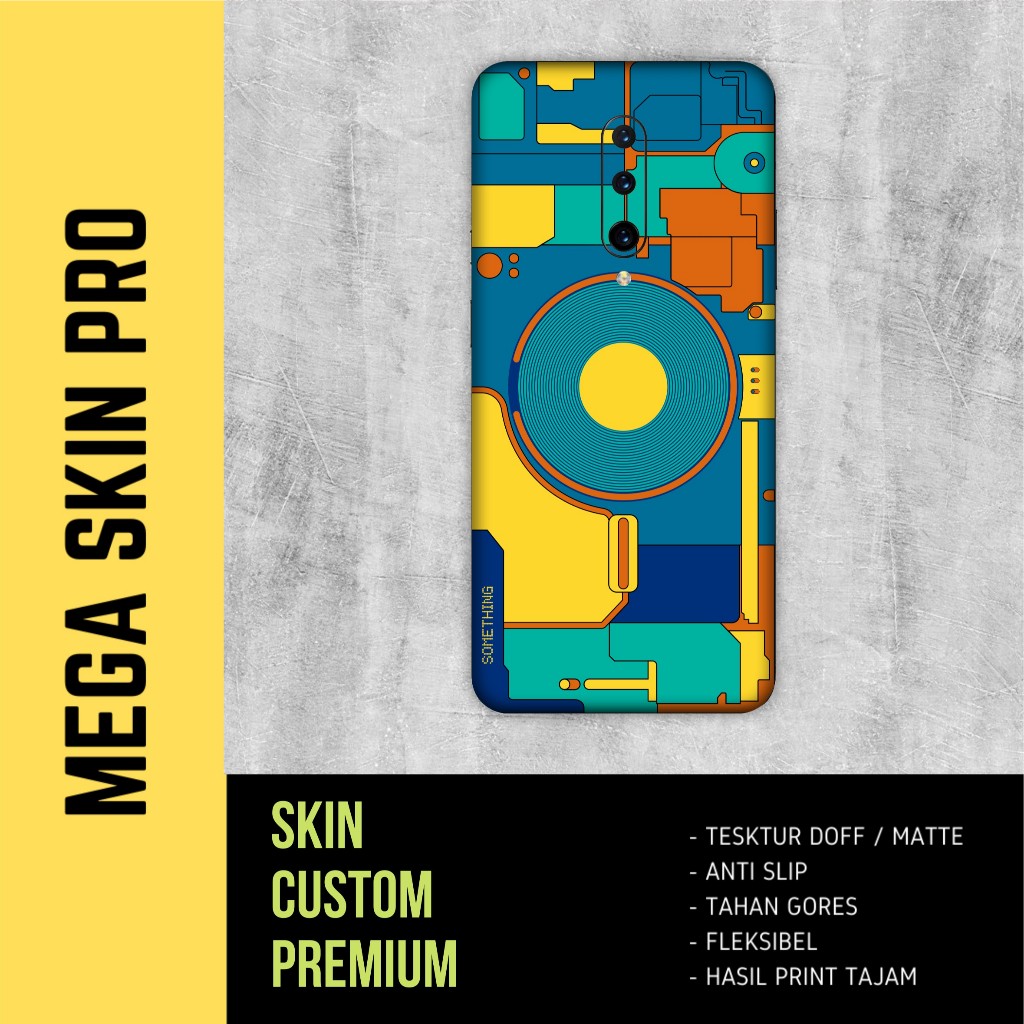 MEGA SKIN PRO
SOMETHING
SKIN
CUSTOM
PREMIUM
- TESKTUR DOFF / MATTE
- ANTI SLIP
- TAHAN GORES
- FLEKSIBEL
- HASIL PRINT TAJAM